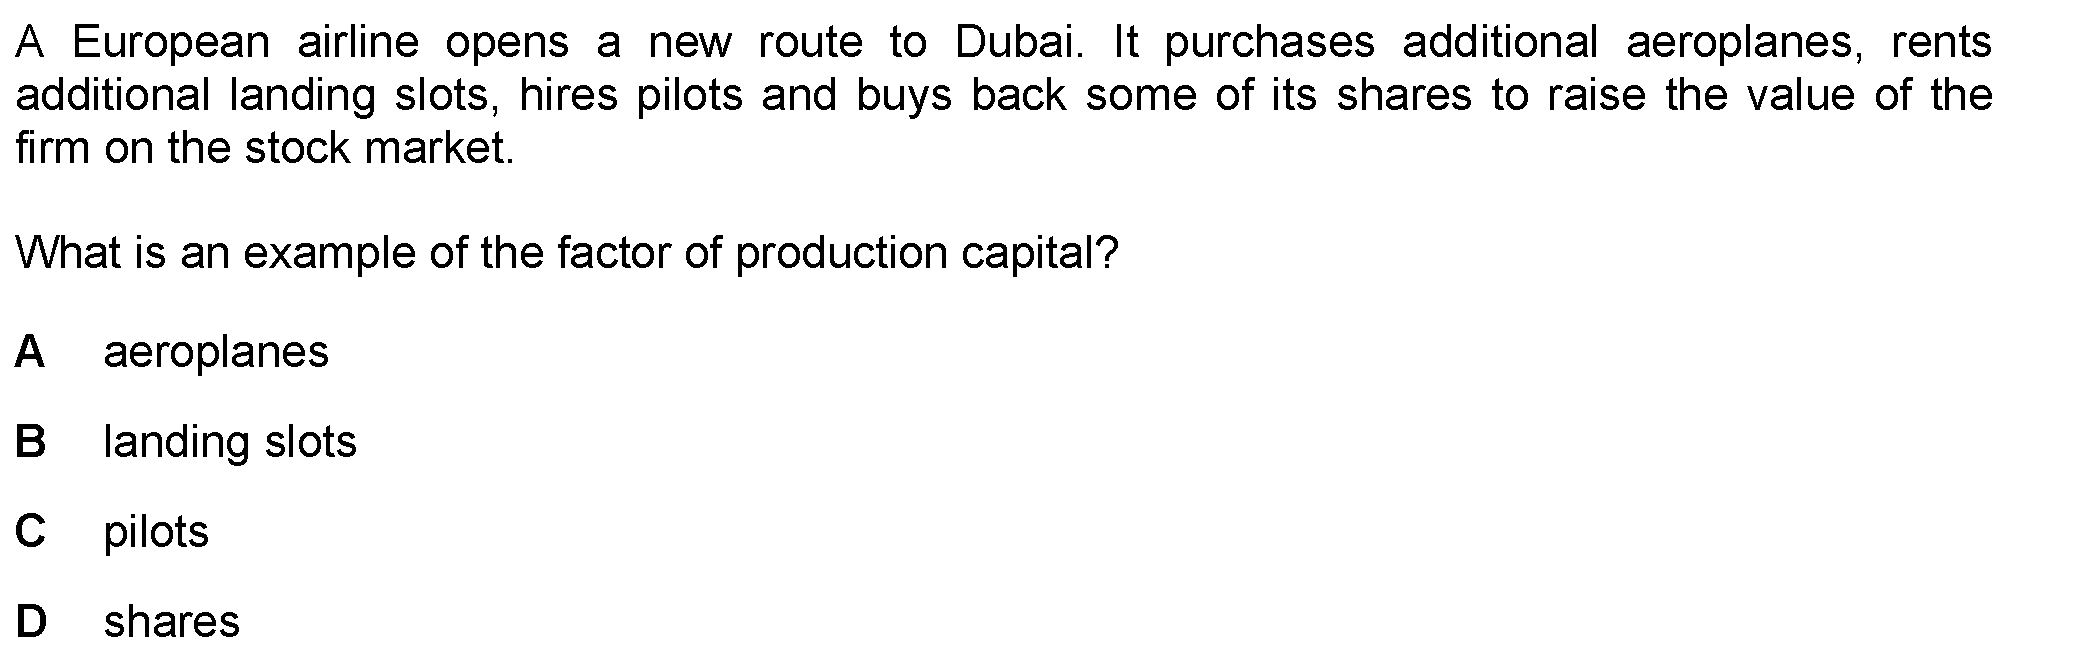 A European airline opens a new route to Dubai. It purchases additional aeroplanes, rents
additional landing slots, hires pilots and buys back some of its shares to raise the value of the
firm on the stock market.
What is an example of the factor of production capital?
A aeroplanes
B landing slots
C pilots
D shares